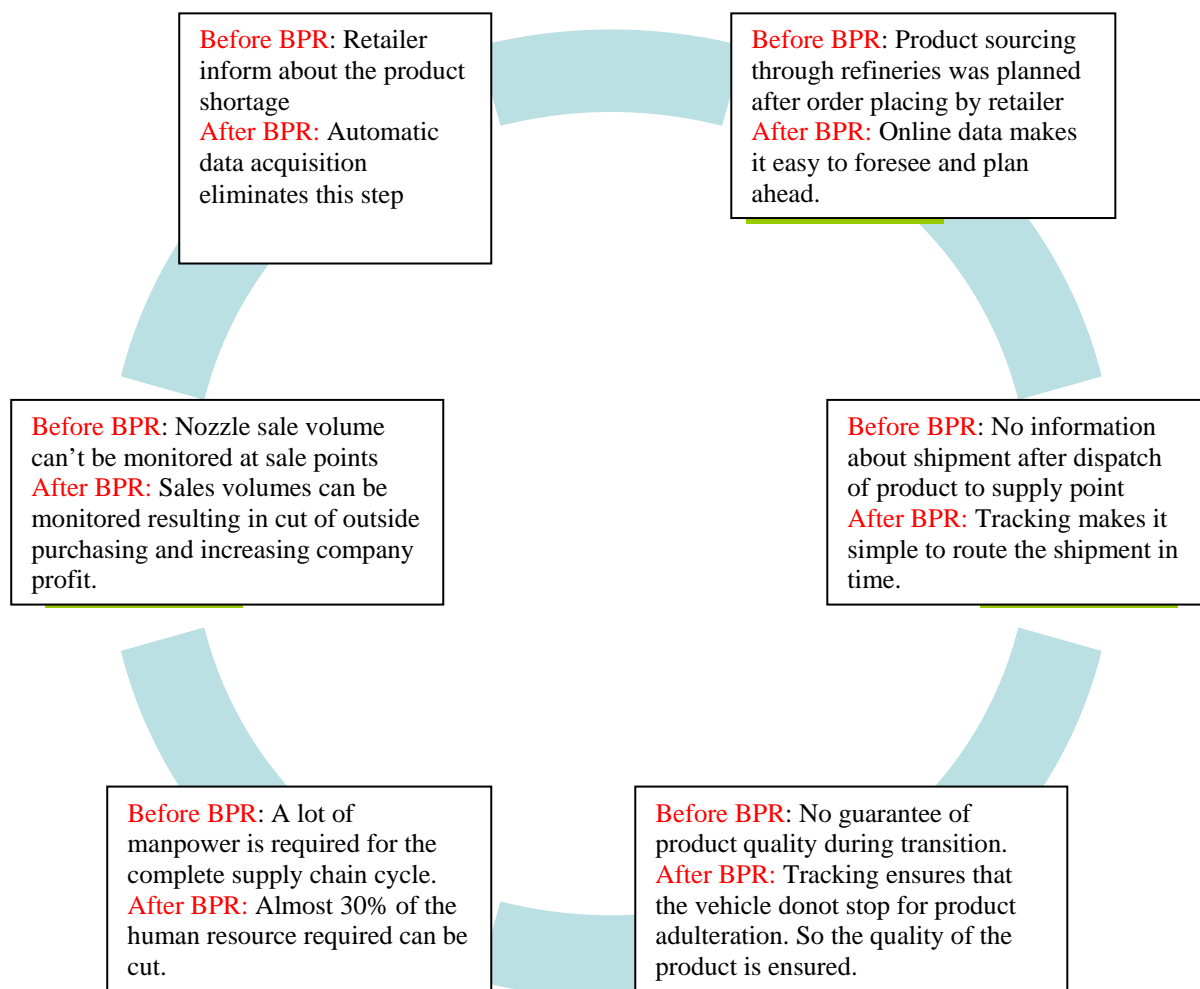 Before BPR: Retailer
inform about the product
shortage
After BPR: Automatic
data acquisition
eliminates this step
Before BPR: Product sourcing
through refineries was planned
after order placing by retailer
After BPR: Online data makes
it easy to foresee and plan
ahead.
Before BPR: Nozzle sale volume
can’t be monitored at sale points
After BPR: Sales volumes can be
monitored resulting in cut of outside
purchasing and increasing company
profit.
Before BPR: No information
about shipment after dispatch
of product to supply point
After BPR: Tracking makes it
simple to route the shipment in
time.
Before BPR: A lot of
manpower is required for the
complete supply chain cycle.
After BPR: Almost 30% of the
human resource required can be
cut.
Before BPR: No guarantee of
product quality during transition.
After BPR: Tracking ensures that
the vehicle donot stop for product
adulteration. So the quality of the
product is ensured.